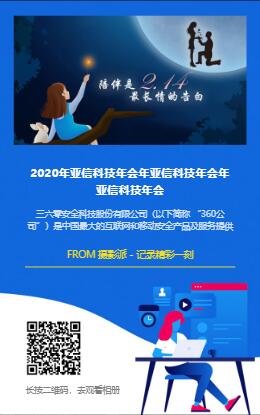 陪伴是2.14
最长情的告白
2020年亚信科技年会年亚信科技年会年
亚信科技年会
三六零安全科技股份有限公司（以下简称 “360公
司” ）是中国最大的互联网和移动安全产品及服务提供
FROM 摄影派 - 记录精彩一刻
长按二维码，去观看相册